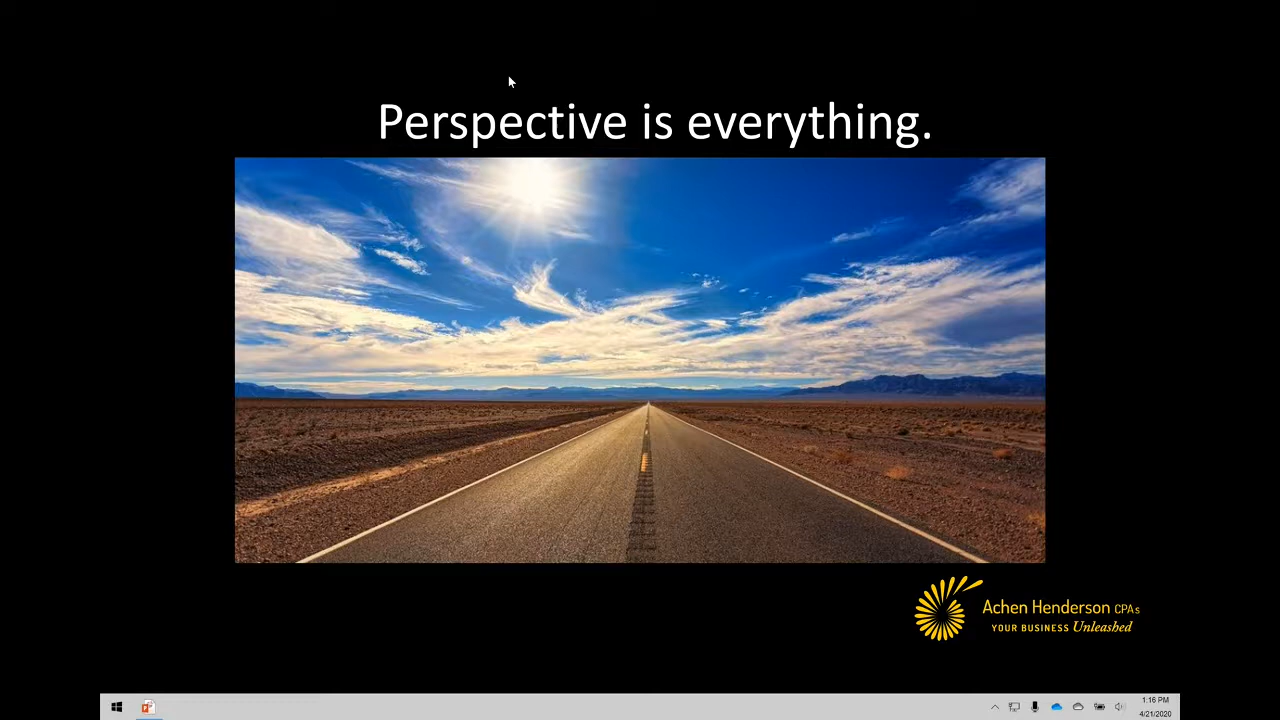 Perspective is everything.
Achen Henderson CPAs
YOUR BUSINESS Unleashed
1:16 PM
4/21/2020